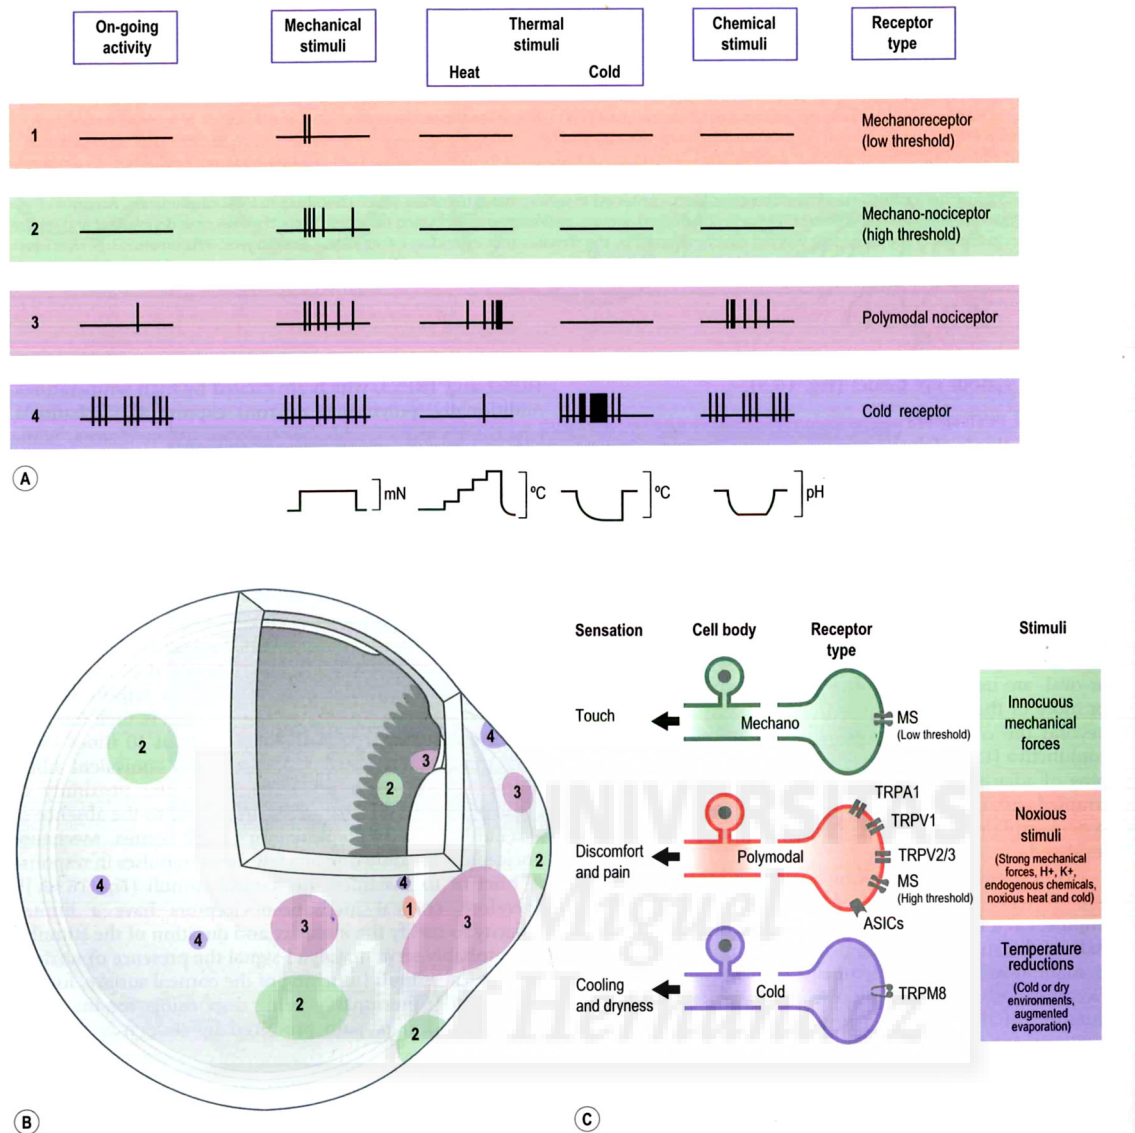 On-going
activity
Mechanical
stimuli
Thermal
stimuli
Heat
Cold
Chemical
stimuli
Receptor
type
1
Mechanoreceptor
(low threshold)
2
Mechano-nociceptor
(high threshold)
3
Polymodal nociceptor
4
Cold receptor
A
mN
ºC
ºC
pH
Sensation
Cell body
Receptor
type
Stimuli
Touch
Mechano
MS
(Low threshold)
Innocuous
mechanical
forces
Discomfort
and pain
Polymodal
TRPA1
TRPV1
TRPV2/3
MS
(High threshold)
ASICs
Noxious
stimuli
(Strong mechanical
forces, H+, K+,
endogenous chemicals,
noxious heat and cold)
Cooling
and dryness
Cold
TRPM8
Temperature
reductions
(Cold or dry
environments,
augmented
evaporation)
2
2
3
4
3
2
4
4
1
3
3
4
2
2
UNIVERSITAS
Miguel
Hernández
B
C